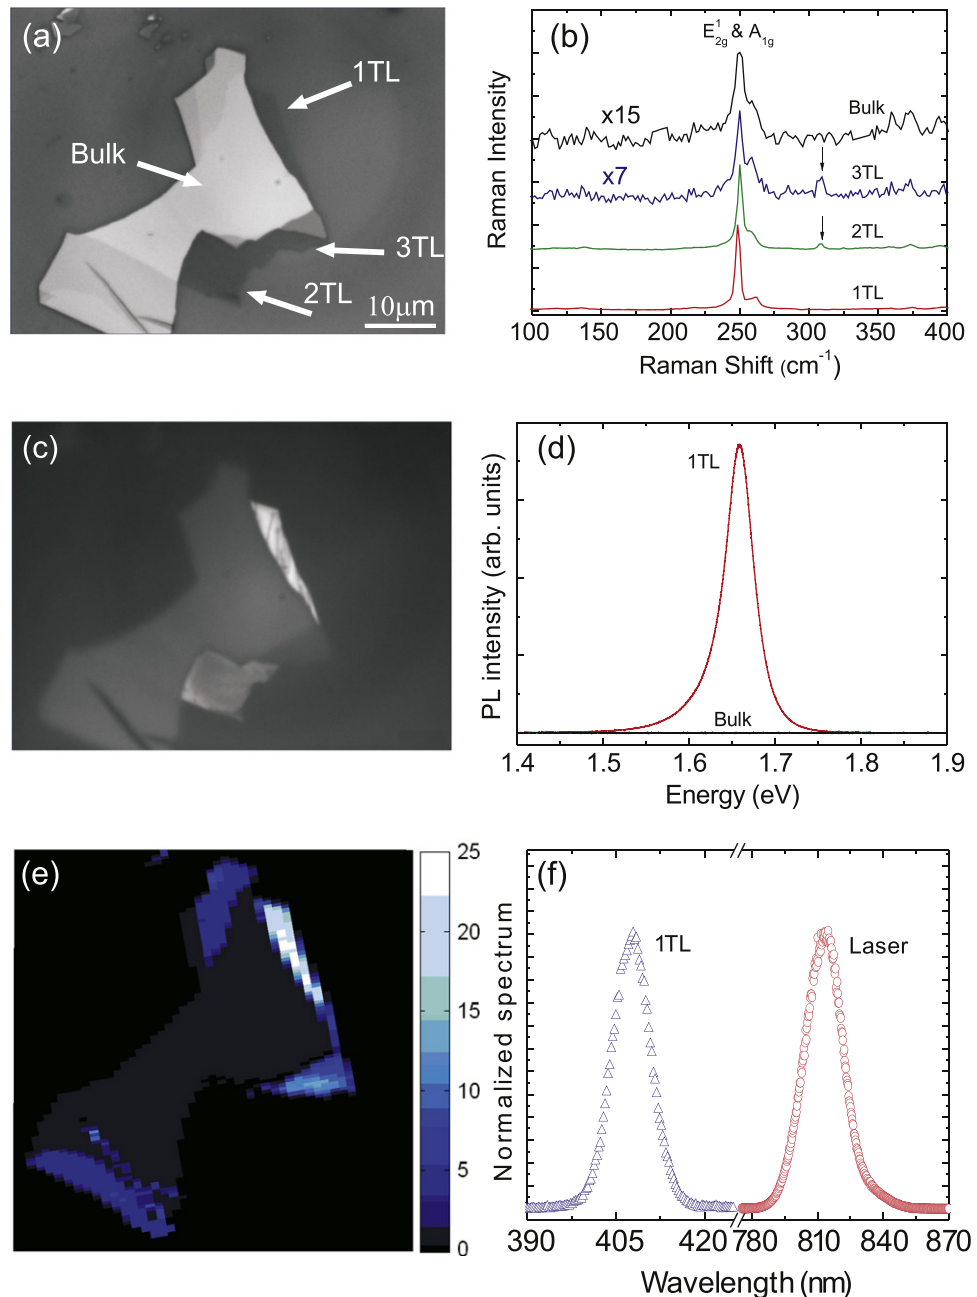 (a)
1TL
Bulk
3TL
2TL
10μm
(b)
E¹2g & A1g
x15
Bulk
x7
3TL
2TL
1TL
Raman Intensity
100 150 200 250 300 350 400
Raman Shift (cm⁻¹)
(c)
(d)
1TL
Bulk
PL intensity (arb. units)
1.4 1.5 1.6 1.7 1.8 1.9
Energy (eV)
(e)
25
20
15
10
5
0
(f)
1TL
Laser
Normalized spectrum
390 405 420 780 810 840 870
Wavelength (nm)